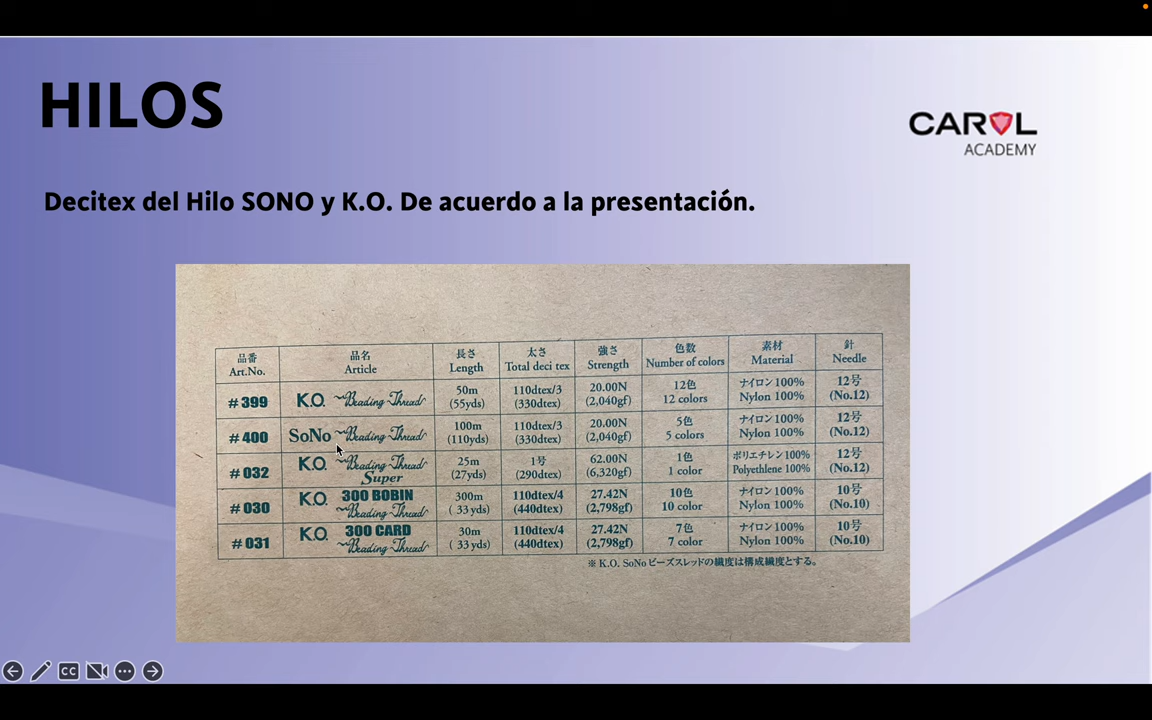 HILOS
CAROL
ACADEMY
Decitex del Hilo SONO y K.O. De acuerdo a la presentación.
品番 品名 長さ 太さ 強さ 色数 素材 針
Art.No. Article Length Total deci tex Strength Number of colors Material Needle
#399 K.O. Beading Thread 50m 110dtex/3 20.00N 12色 ナイロン100% 12号
(55yds) (330dtex) (2,040gf) 12 colors Nylon 100% (No.12)
#400 SoNo Beading Thread 100m 110dtex/3 20.00N 5色 ナイロン100% 12号
(110yds) (330dtex) (2,040gf) 5 colors Nylon 100% (No.12)
#032 K.O. Beading Thread 25m 1号 62.00N 1色 ポリエチレン100% 12号
Super (27yds) (290dtex) (6,320gf) 1 color Polyethlene 100% (No.12)
#030 K.O. 300 BOBIN 300m 110dtex/4 27.42N 10色 ナイロン100% 10号
Beading Thread ( 33yds) (440dtex) (2,798gf) 10 color Nylon 100% (No.10)
#031 K.O. 300 CARD 30m 110dtex/4 27.42N 7色 ナイロン100% 10号
Beading Thread ( 33yds) (440dtex) (2,798gf) 7 color Nylon 100% (No.10)
※ K.O. SoNo ビーズスレッドの繊度は構成繊度とする。
CC